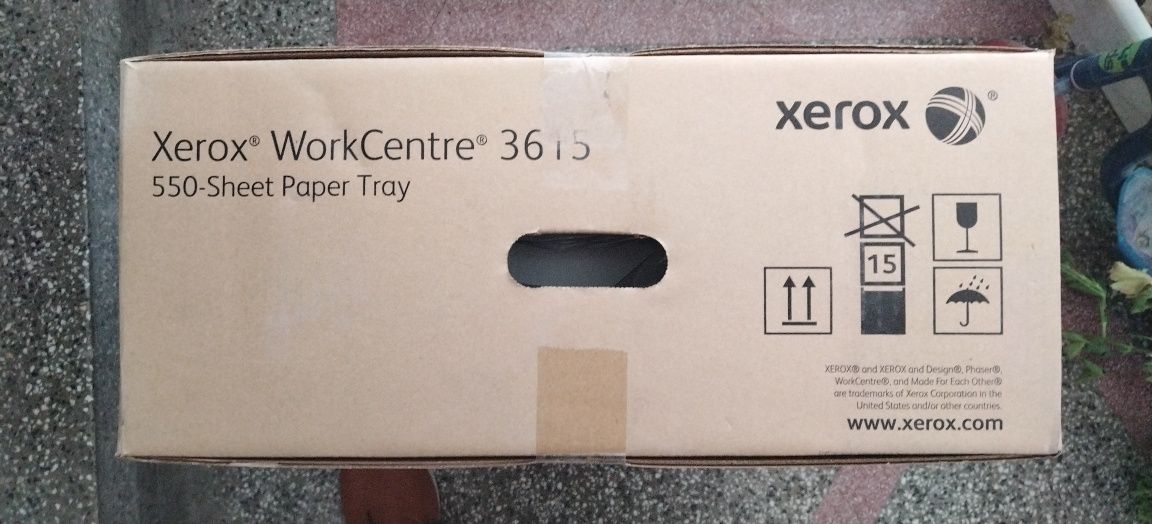 Xerox® WorkCentre® 3615
550-Sheet Paper Tray
xerox ®
15
XEROX® and XEROX and Design®, Phaser®,
WorkCentre®, and Made For Each Other®
are trademarks of Xerox Corporation in the
United States and/or other countries.
www.xerox.com